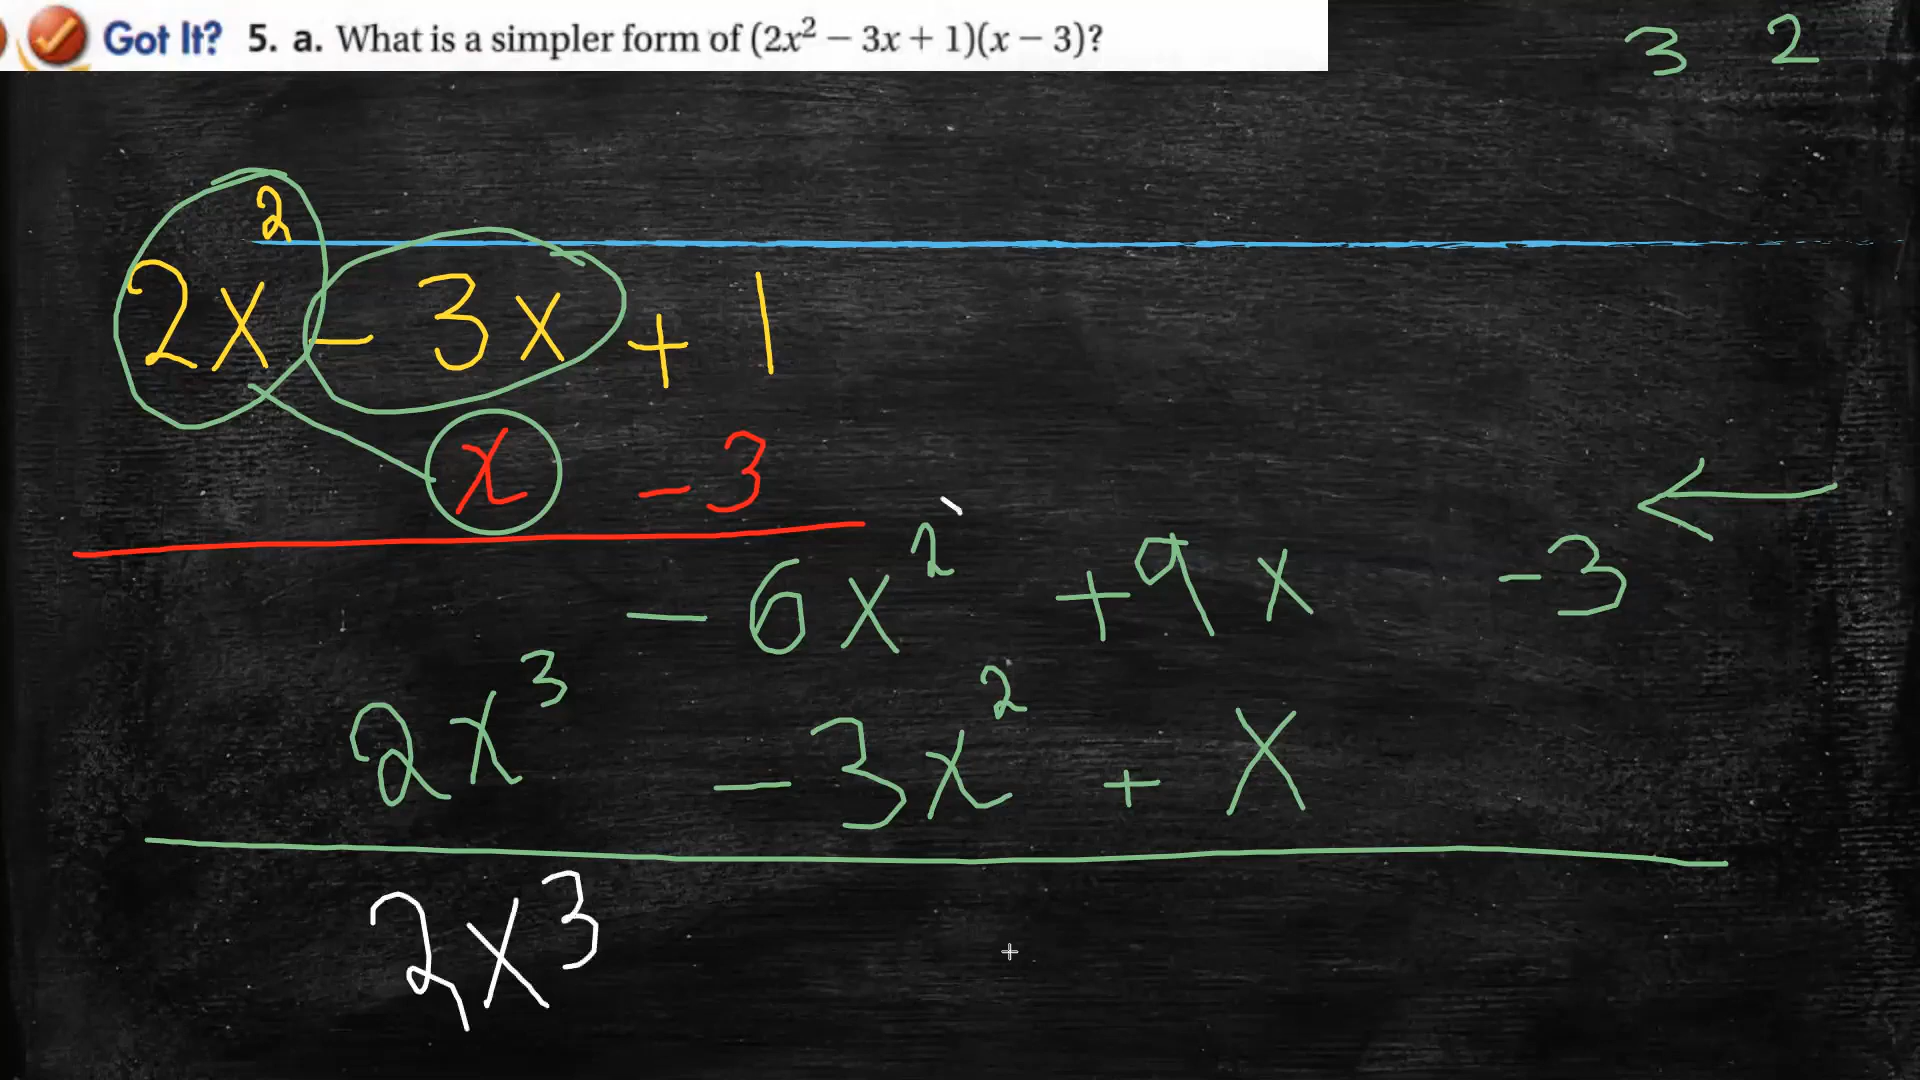 Got It? 5. a. What is a simpler form of (2x² − 3x + 1)(x − 3)?
3 2
2x² − 3x + 1
x − 3
− 6x² + 9x − 3
2x³ − 3x² + x
2x³